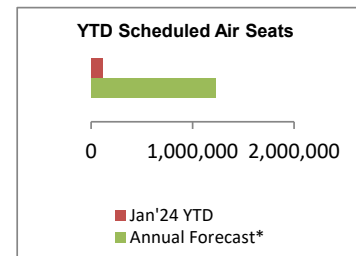 YTD Scheduled Air Seats
0 1,000,000 2,000,000
Jan'24 YTD
Annual Forecast*